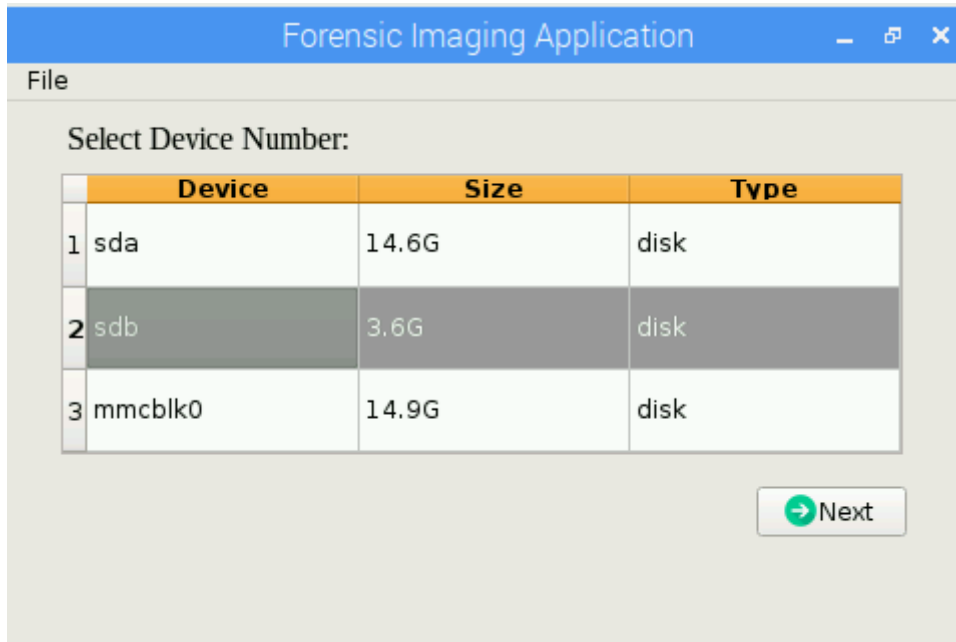 Forensic Imaging Application
File
Select Device Number:
Device Size Type
1 sda 14.6G disk
2 sdb 3.6G disk
3 mmcblk0 14.9G disk
Next